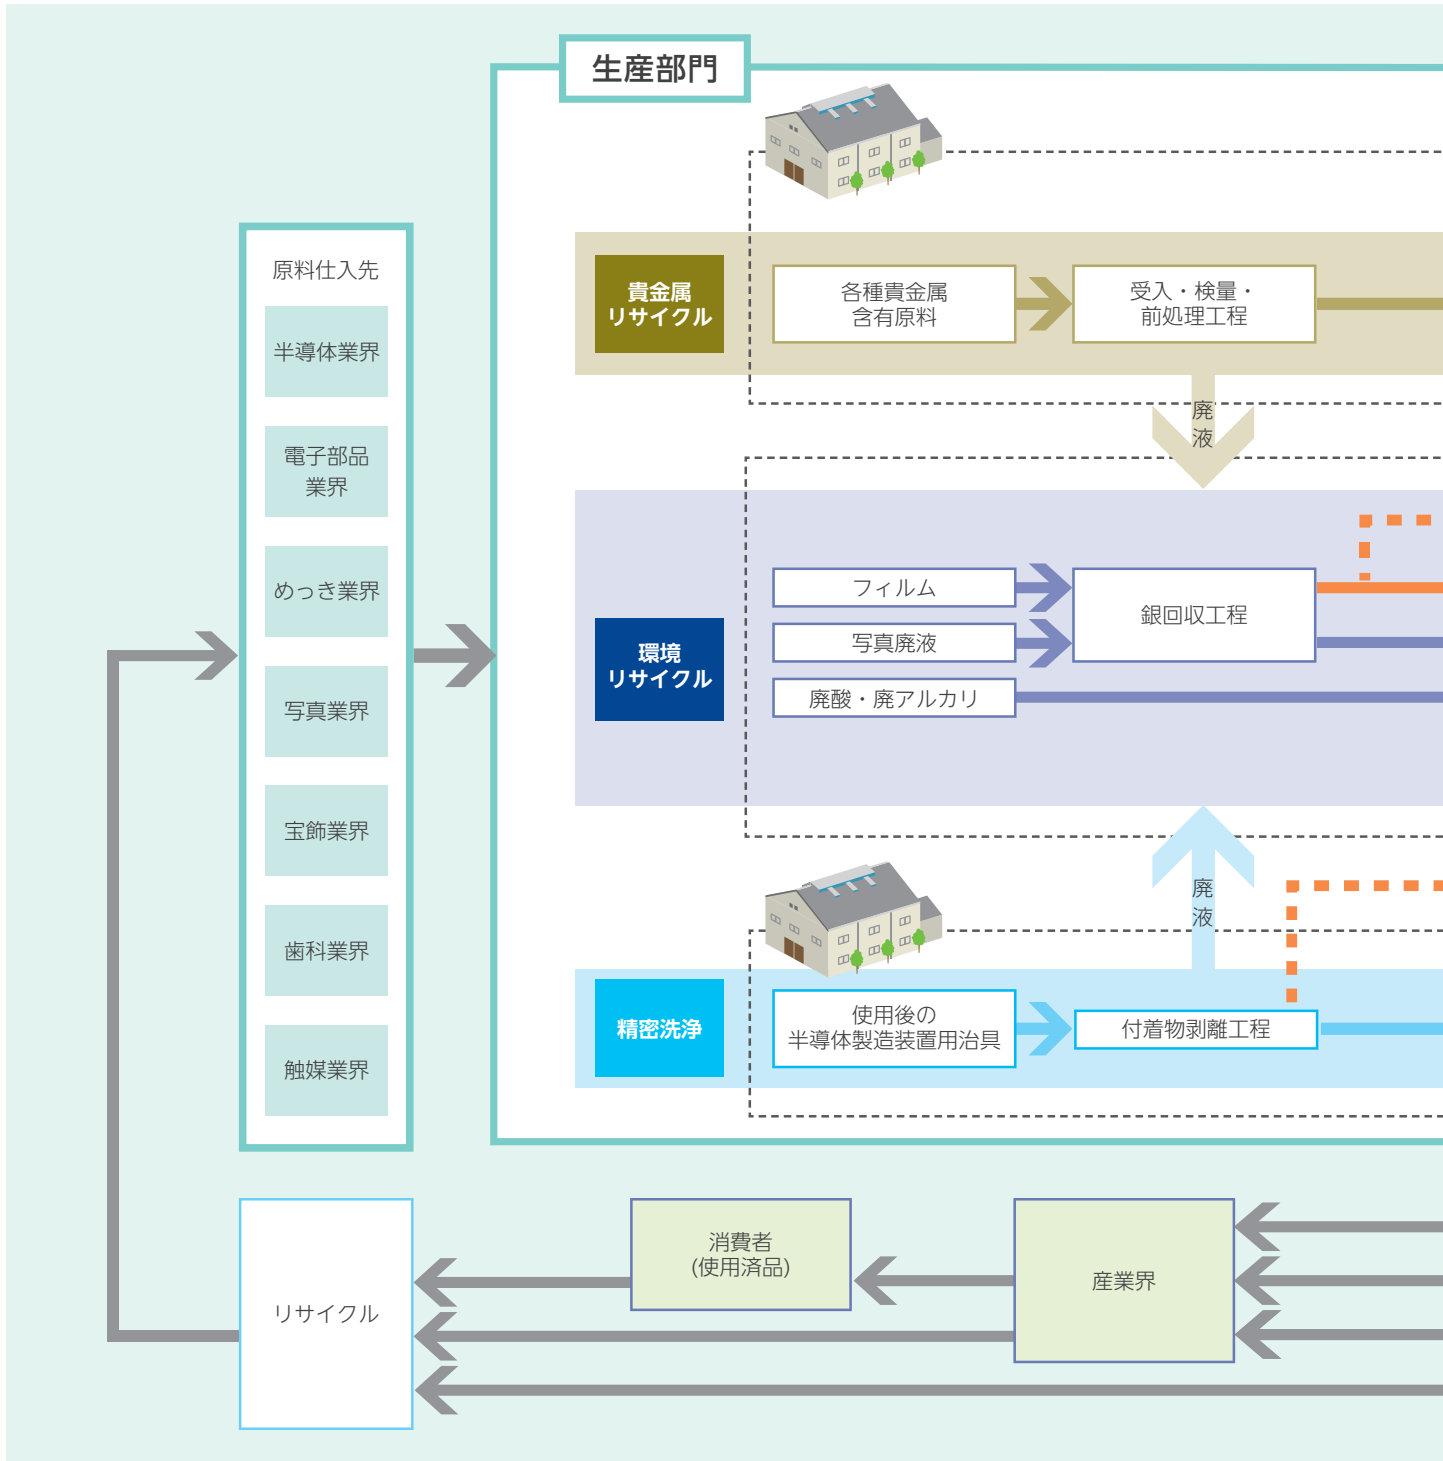 生産部門
原料仕入先
半導体業界
電子部品
業界
めっき業界
写真業界
宝飾業界
歯科業界
触媒業界
貴金属
リサイクル
各種貴金属
含有原料
受入・検量・
前処理工程
廃
液
環境
リサイクル
フィルム
写真廃液
廃酸・廃アルカリ
銀回収工程
廃
液
精密洗浄
使用後の
半導体製造装置用治具
付着物剥離工程
リサイクル
消費者
(使用済品)
産業界